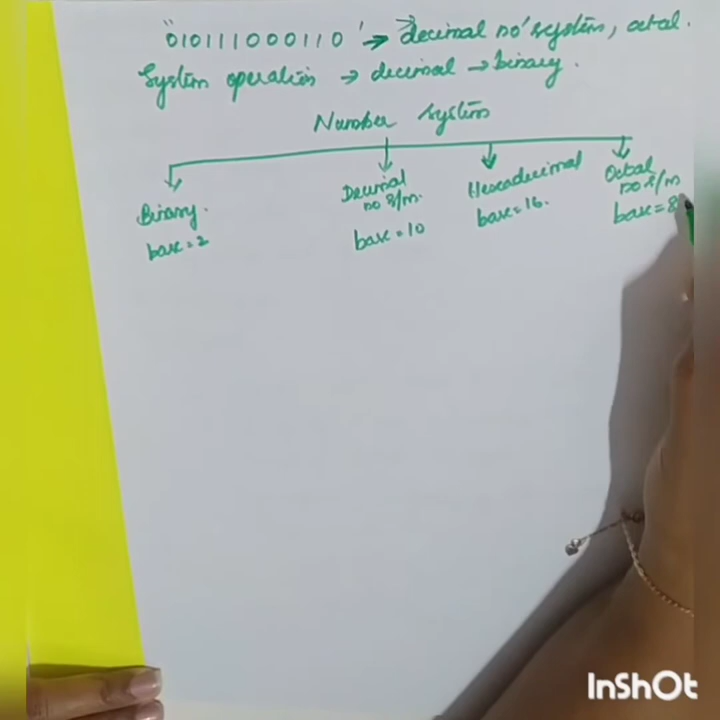 "010111000110' → decimal no' system, octal.
System operation → decimal → binary.
Number system
Binary.
base = 2
Decimal
no s/m.
base = 10
Hexadecimal
base = 16.
Octal
no s/m
base = 8
InShOt